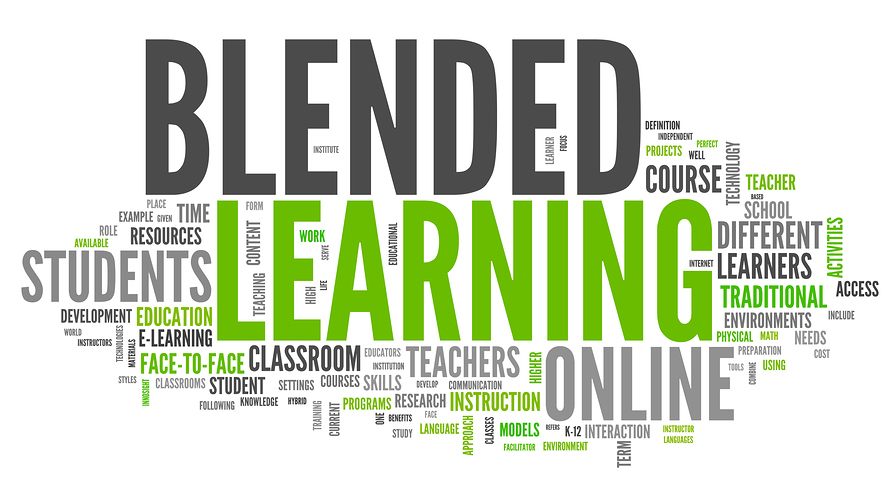 BLENDED
INSTITUTE
LEARNER
FOCUS
DEFINITION
INDEPENDENT
PROJECTS
PERFECT
WELL
COURSE
TECHNOLOGY
TEACHER
BASED
SCHOOL
PLACE
EXAMPLE
GIVEN
TIME
ROLE
AVAILABLE
RESOURCES
STUDENTS
FORM
CONTENT
TEACHING
LEARNING
WORK
SERVE
HIGH
LIFE
EDUCATIONAL
DIFFERENT
ACTIVITIES
INTERNET
LEARNERS
TRADITIONAL
ACCESS
ENVIRONMENTS
INCLUDE
PHYSICAL
MATH
NEEDS
PREPARATION
COST
TOOLS
COMBINE
USING
DEVELOPMENT
EDUCATION
WORLD
INSTRUCTORS
TECHNOLOGIES
MATERIALS
E-LEARNING
FACE-TO-FACE
CLASSROOM
EDUCATORS
INSTITUTION
TEACHERS
HIGHER
ONLINE
STYLES
INNOSIGHT
CLASSROOMS
STUDENT
SETTINGS
COURSES
SKILLS
DEVELOP
COMMUNICATION
FOLLOWING
KNOWLEDGE
HYBRID
TRAINING
CURRENT
PROGRAMS
RESEARCH
INSTRUCTION
ONE
BENEFITS
FACE
STUDY
LANGUAGE
APPROACH
CLASSES
MODELS
REFERS
K-12
INTERACTION
INSTRUCTOR
LANGUAGES
FACILITATOR
ENVIRONMENT
TERM